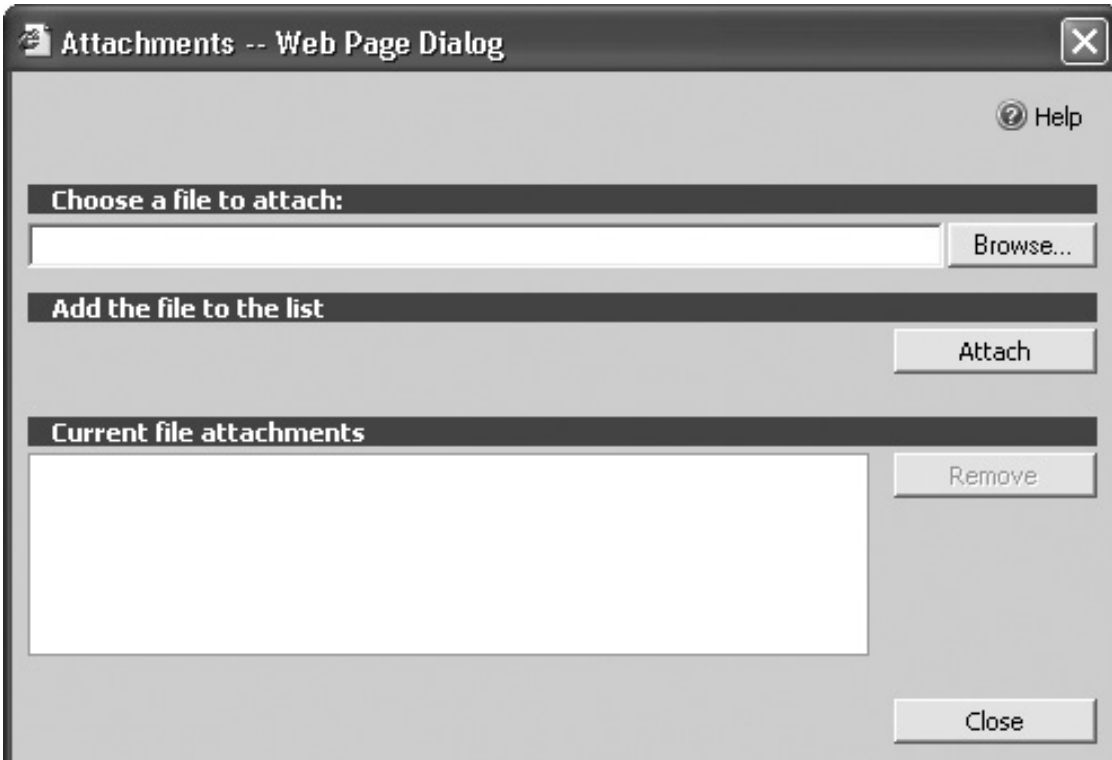 Attachments -- Web Page Dialog
Help
Choose a file to attach:
Browse...
Add the file to the list
Attach
Current file attachments
Remove
Close